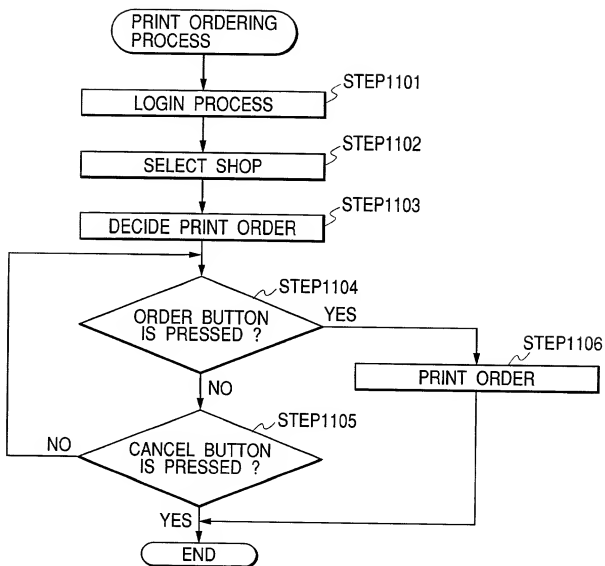 PRINT ORDERING
PROCESS
STEP1101
LOGIN PROCESS
STEP1102
SELECT SHOP
STEP1103
DECIDE PRINT ORDER
STEP1104
ORDER BUTTON
IS PRESSED ?
YES
STEP1106
PRINT ORDER
NO
STEP1105
CANCEL BUTTON
IS PRESSED ?
NO
YES
END